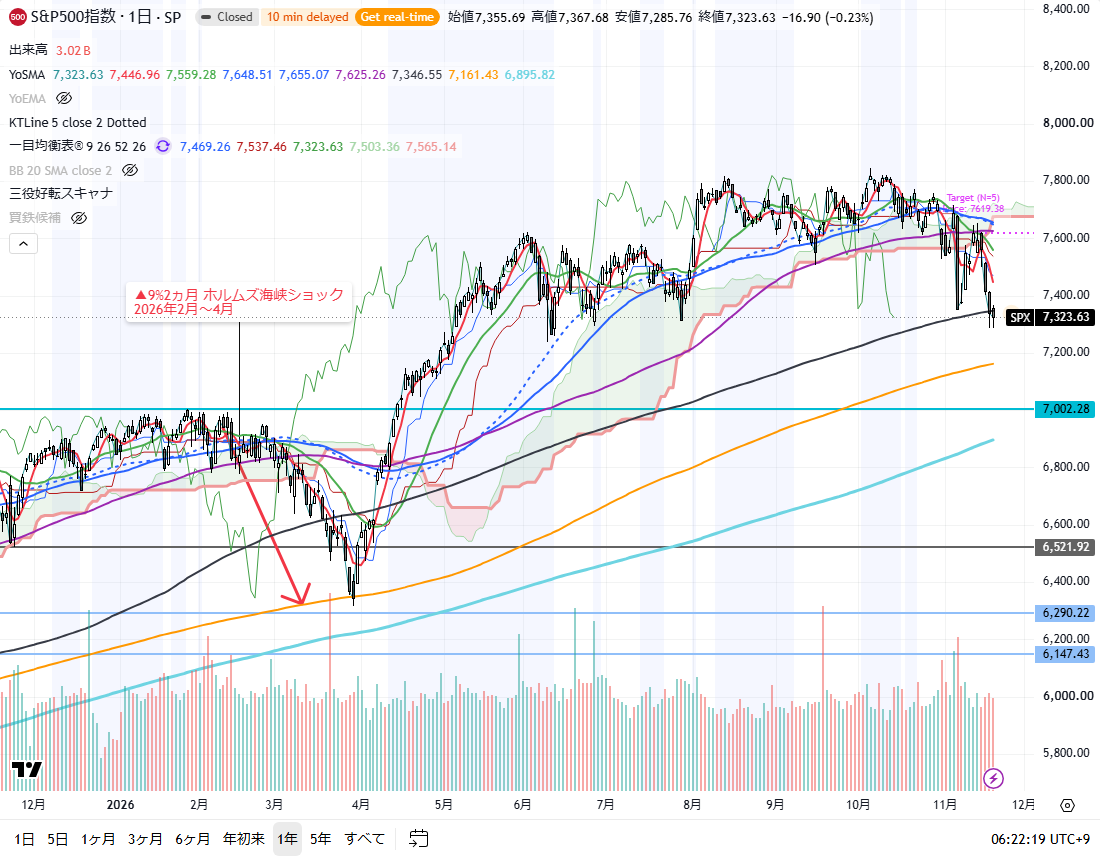 500 S&P500指数・1日・SP Closed 10 min delayed Get real-time 始値7,355.69 高値7,367.68 安値7,285.76 終値7,323.63 −16.90 (−0.23%)
出来高 3.02 B
YoSMA 7,323.63 7,446.96 7,559.28 7,648.51 7,655.07 7,625.26 7,346.55 7,161.43 6,895.82
YoEMA
KTLine 5 close 2 Dotted
一目均衡表® 9 26 52 26 7,469.26 7,537.46 7,323.63 7,503.36 7,565.14
BB 20 SMA close 2
三役好転スキャナ
買鉄候補
▲9%2ヵ月 ホルムズ海峡ショック
2026年2月〜4月
Target (N=5)
7619.38
8,400.00
8,200.00
8,000.00
7,800.00
7,600.00
7,400.00
SPX 7,323.63
7,200.00
7,002.28
6,800.00
6,600.00
6,521.92
6,400.00
6,290.22
6,200.00
6,147.43
6,000.00
5,800.00
12月 2026 2月 3月 4月 5月 6月 7月 8月 9月 10月 11月 12月
1日 5日 1ヶ月 3ヶ月 6ヶ月 年初来 1年 5年 すべて 06:22:19 UTC+9